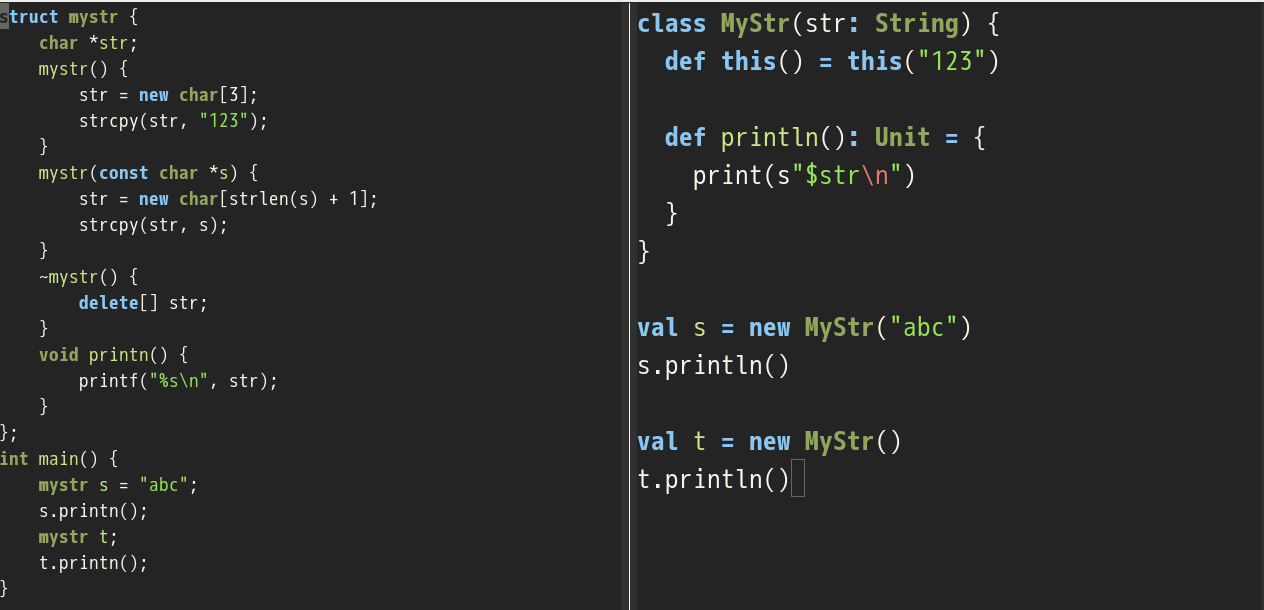 struct mystr {
    char *str;
    mystr() {
        str = new char[3];
        strcpy(str, "123");
    }
    mystr(const char *s) {
        str = new char[strlen(s) + 1];
        strcpy(str, s);
    }
    ~mystr() {
        delete[] str;
    }
    void printn() {
        printf("%s\n", str);
    }
};
int main() {
    mystr s = "abc";
    s.printn();
    mystr t;
    t.printn();
}
class MyStr(str: String) {
  def this() = this("123")

  def println(): Unit = {
    print(s"$str\n")
  }
}

val s = new MyStr("abc")
s.println()

val t = new MyStr()
t.println()